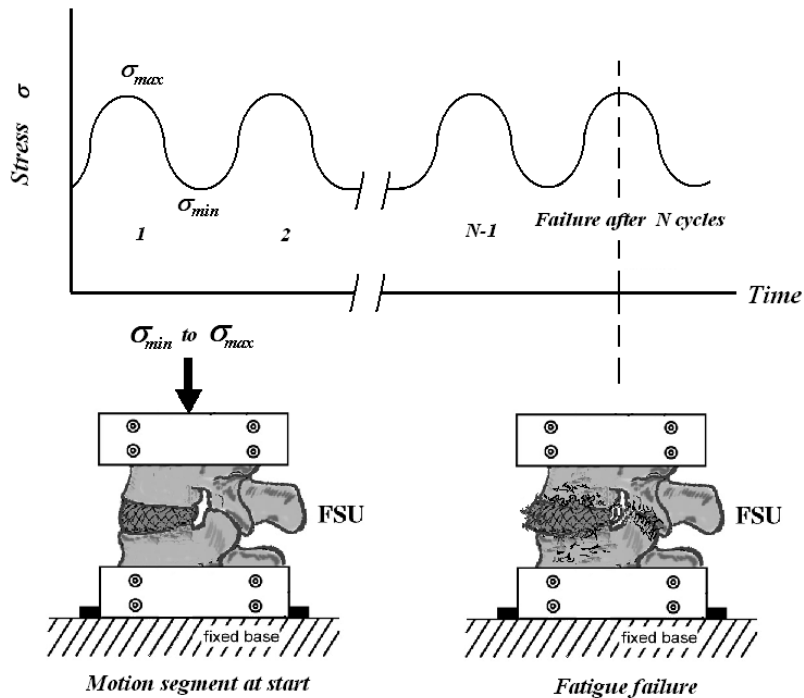 Stress σ
σmax
σmin
1
2
N-1
Failure after N cycles
Time
σmin to σmax
FSU
FSU
fixed base
fixed base
Motion segment at start
Fatigue failure